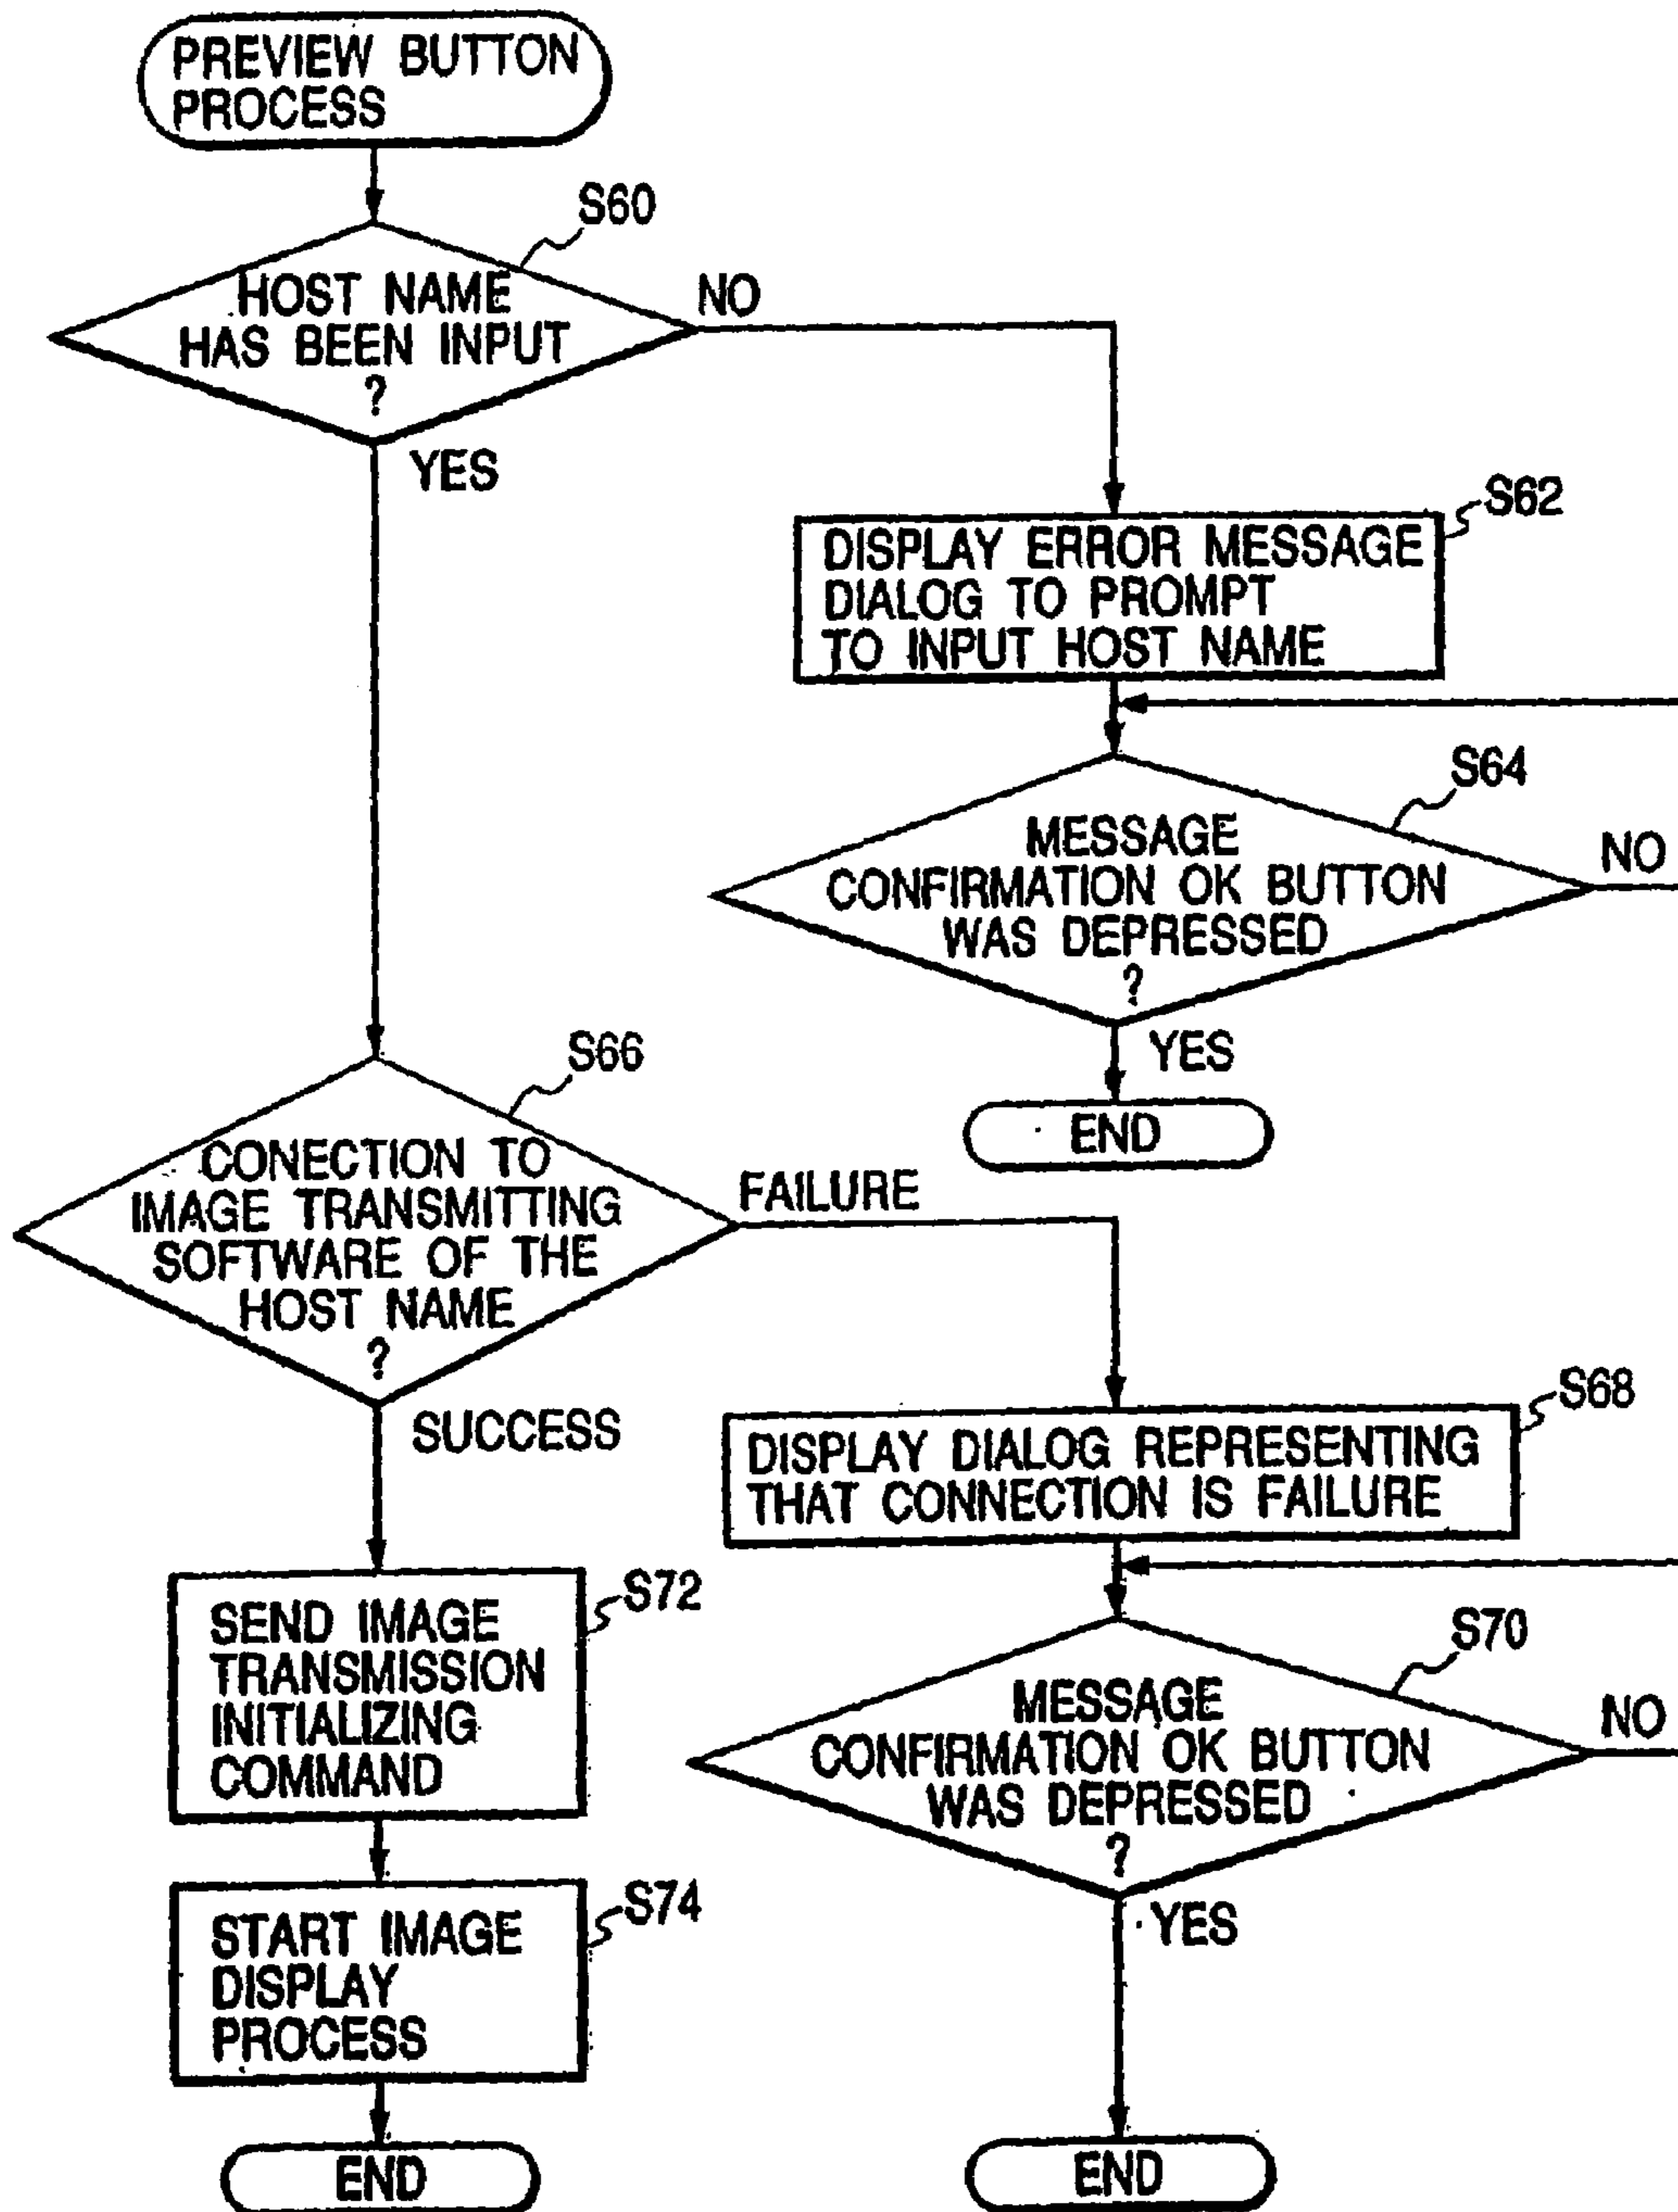 PREVIEW BUTTON
PROCESS
S60
HOST NAME
HAS BEEN INPUT
?
NO
YES
S62
DISPLAY ERROR MESSAGE
DIALOG TO PROMPT
TO INPUT HOST NAME
S64
MESSAGE
CONFIRMATION OK BUTTON
WAS DEPRESSED
?
NO
YES
END
S66
CONECTION TO
IMAGE TRANSMITTING
SOFTWARE OF THE
HOST NAME
?
FAILURE
SUCCESS
S68
DISPLAY DIALOG REPRESENTING
THAT CONNECTION IS FAILURE
S70
MESSAGE
CONFIRMATION OK BUTTON
WAS DEPRESSED
?
NO
YES
END
S72
SEND IMAGE
TRANSMISSION
INITIALIZING
COMMAND
S74
START IMAGE
DISPLAY
PROCESS
END